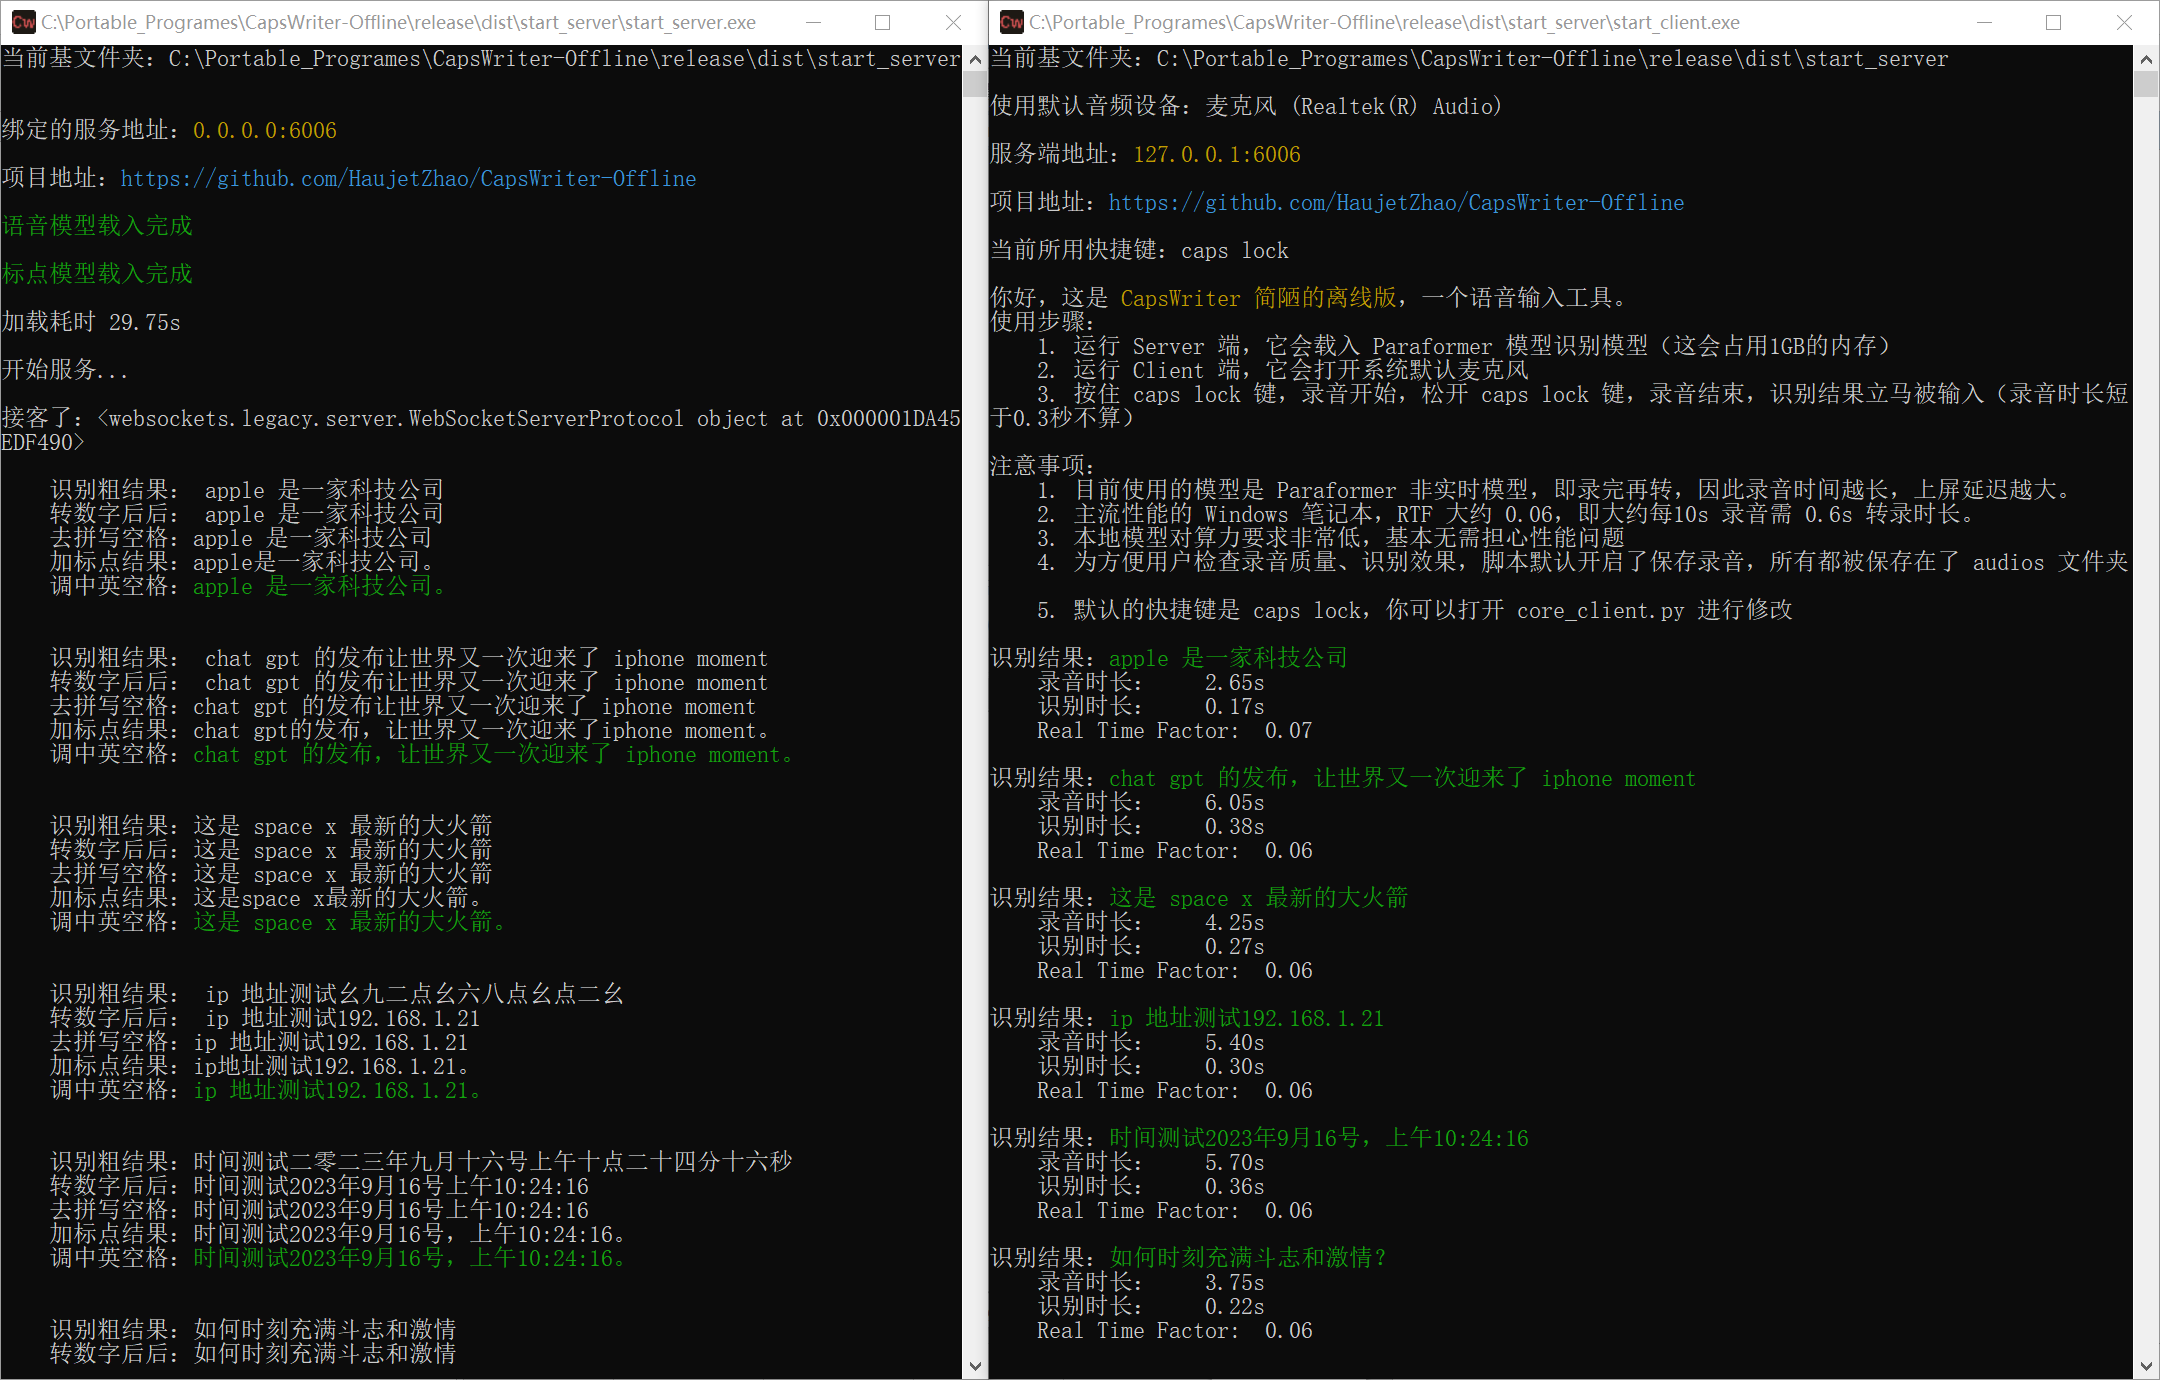 C:\Portable_Programes\CapsWriter-Offline\release\dist\start_server\start_server.exe
当前基文件夹：C:\Portable_Programes\CapsWriter-Offline\release\dist\start_server
绑定的服务地址：0.0.0.0:6006
项目地址：https://github.com/HaujetZhao/CapsWriter-Offline
语音模型载入完成
标点模型载入完成
加载耗时 29.75s
开始服务...
接客了：<websockets.legacy.server.WebSocketServerProtocol object at 0x000001DA45
EDF490>
识别粗结果： apple 是一家科技公司
转数字后后： apple 是一家科技公司
去拼写空格：apple 是一家科技公司
加标点结果：apple是一家科技公司。
调中英空格：apple 是一家科技公司。
识别粗结果： chat gpt 的发布让世界又一次迎来了 iphone moment
转数字后后： chat gpt 的发布让世界又一次迎来了 iphone moment
去拼写空格：chat gpt 的发布让世界又一次迎来了 iphone moment
加标点结果：chat gpt的发布，让世界又一次迎来了iphone moment。
调中英空格：chat gpt 的发布，让世界又一次迎来了 iphone moment。
识别粗结果：这是 space x 最新的大火箭
转数字后后：这是 space x 最新的大火箭
去拼写空格：这是 space x 最新的大火箭
加标点结果：这是space x最新的大火箭。
调中英空格：这是 space x 最新的大火箭。
识别粗结果： ip 地址测试幺九二点幺六八点幺点二幺
转数字后后： ip 地址测试192.168.1.21
去拼写空格：ip 地址测试192.168.1.21
加标点结果：ip地址测试192.168.1.21。
调中英空格：ip 地址测试192.168.1.21。
识别粗结果：时间测试二零二三年九月十六号上午十点二十四分十六秒
转数字后后：时间测试2023年9月16号上午10:24:16
去拼写空格：时间测试2023年9月16号上午10:24:16
加标点结果：时间测试2023年9月16号，上午10:24:16。
调中英空格：时间测试2023年9月16号，上午10:24:16。
识别粗结果：如何时刻充满斗志和激情
转数字后后：如何时刻充满斗志和激情
C:\Portable_Programes\CapsWriter-Offline\release\dist\start_server\start_client.exe
当前基文件夹：C:\Portable_Programes\CapsWriter-Offline\release\dist\start_server
使用默认音频设备：麦克风 (Realtek(R) Audio)
服务端地址：127.0.0.1:6006
项目地址：https://github.com/HaujetZhao/CapsWriter-Offline
当前所用快捷键：caps lock
你好，这是 CapsWriter 简陋的离线版，一个语音输入工具。
使用步骤：
1. 运行 Server 端，它会载入 Paraformer 模型识别模型（这会占用1GB的内存）
2. 运行 Client 端，它会打开系统默认麦克风
3. 按住 caps lock 键，录音开始，松开 caps lock 键，录音结束，识别结果立马被输入（录音时长短
于0.3秒不算）
注意事项：
1. 目前使用的模型是 Paraformer 非实时模型，即录完再转，因此录音时间越长，上屏延迟越大。
2. 主流性能的 Windows 笔记本，RTF 大约 0.06，即大约每10s 录音需 0.6s 转录时长。
3. 本地模型对算力要求非常低，基本无需担心性能问题
4. 为方便用户检查录音质量、识别效果，脚本默认开启了保存录音，所有都被保存在了 audios 文件夹
5. 默认的快捷键是 caps lock，你可以打开 core_client.py 进行修改
识别结果：apple 是一家科技公司
录音时长： 2.65s
识别时长： 0.17s
Real Time Factor: 0.07
识别结果：chat gpt 的发布，让世界又一次迎来了 iphone moment
录音时长： 6.05s
识别时长： 0.38s
Real Time Factor: 0.06
识别结果：这是 space x 最新的大火箭
录音时长： 4.25s
识别时长： 0.27s
Real Time Factor: 0.06
识别结果：ip 地址测试192.168.1.21
录音时长： 5.40s
识别时长： 0.30s
Real Time Factor: 0.06
识别结果：时间测试2023年9月16号，上午10:24:16
录音时长： 5.70s
识别时长： 0.36s
Real Time Factor: 0.06
识别结果：如何时刻充满斗志和激情？
录音时长： 3.75s
识别时长： 0.22s
Real Time Factor: 0.06